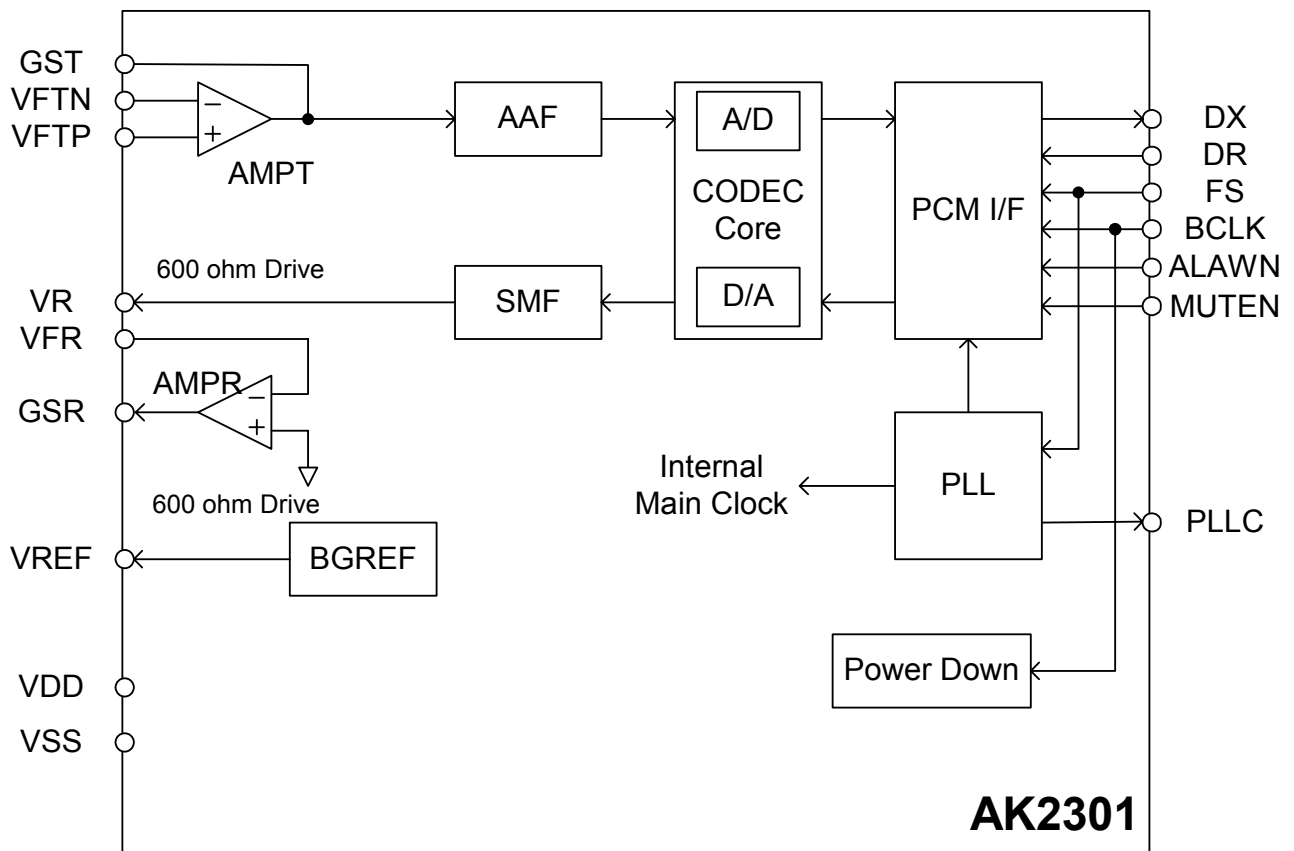 GST
VFTN
VFTP
−
+
AMPT
AAF
A/D
CODEC
Core
D/A
PCM I/F
DX
DR
FS
BCLK
ALAWN
MUTEN
600 ohm Drive
VR
SMF
VFR
AMPR
−
+
GSR
600 ohm Drive
Internal
Main Clock
PLL
PLLC
VREF
BGREF
Power Down
VDD
VSS
AK2301